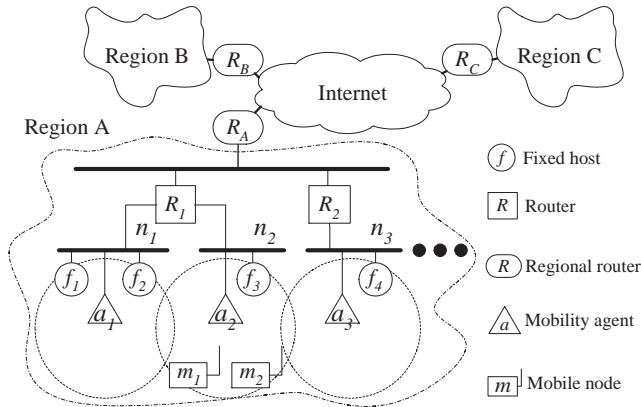 Region B
R_B
R_C
Region C
Internet
Region A
R_A
f Fixed host
R_1
R_2
R Router
n_1
n_2
n_3
f_1
f_2
f_3
f_4
R Regional router
a_1
a_2
a_3
a Mobility agent
m_1
m_2
m Mobile node